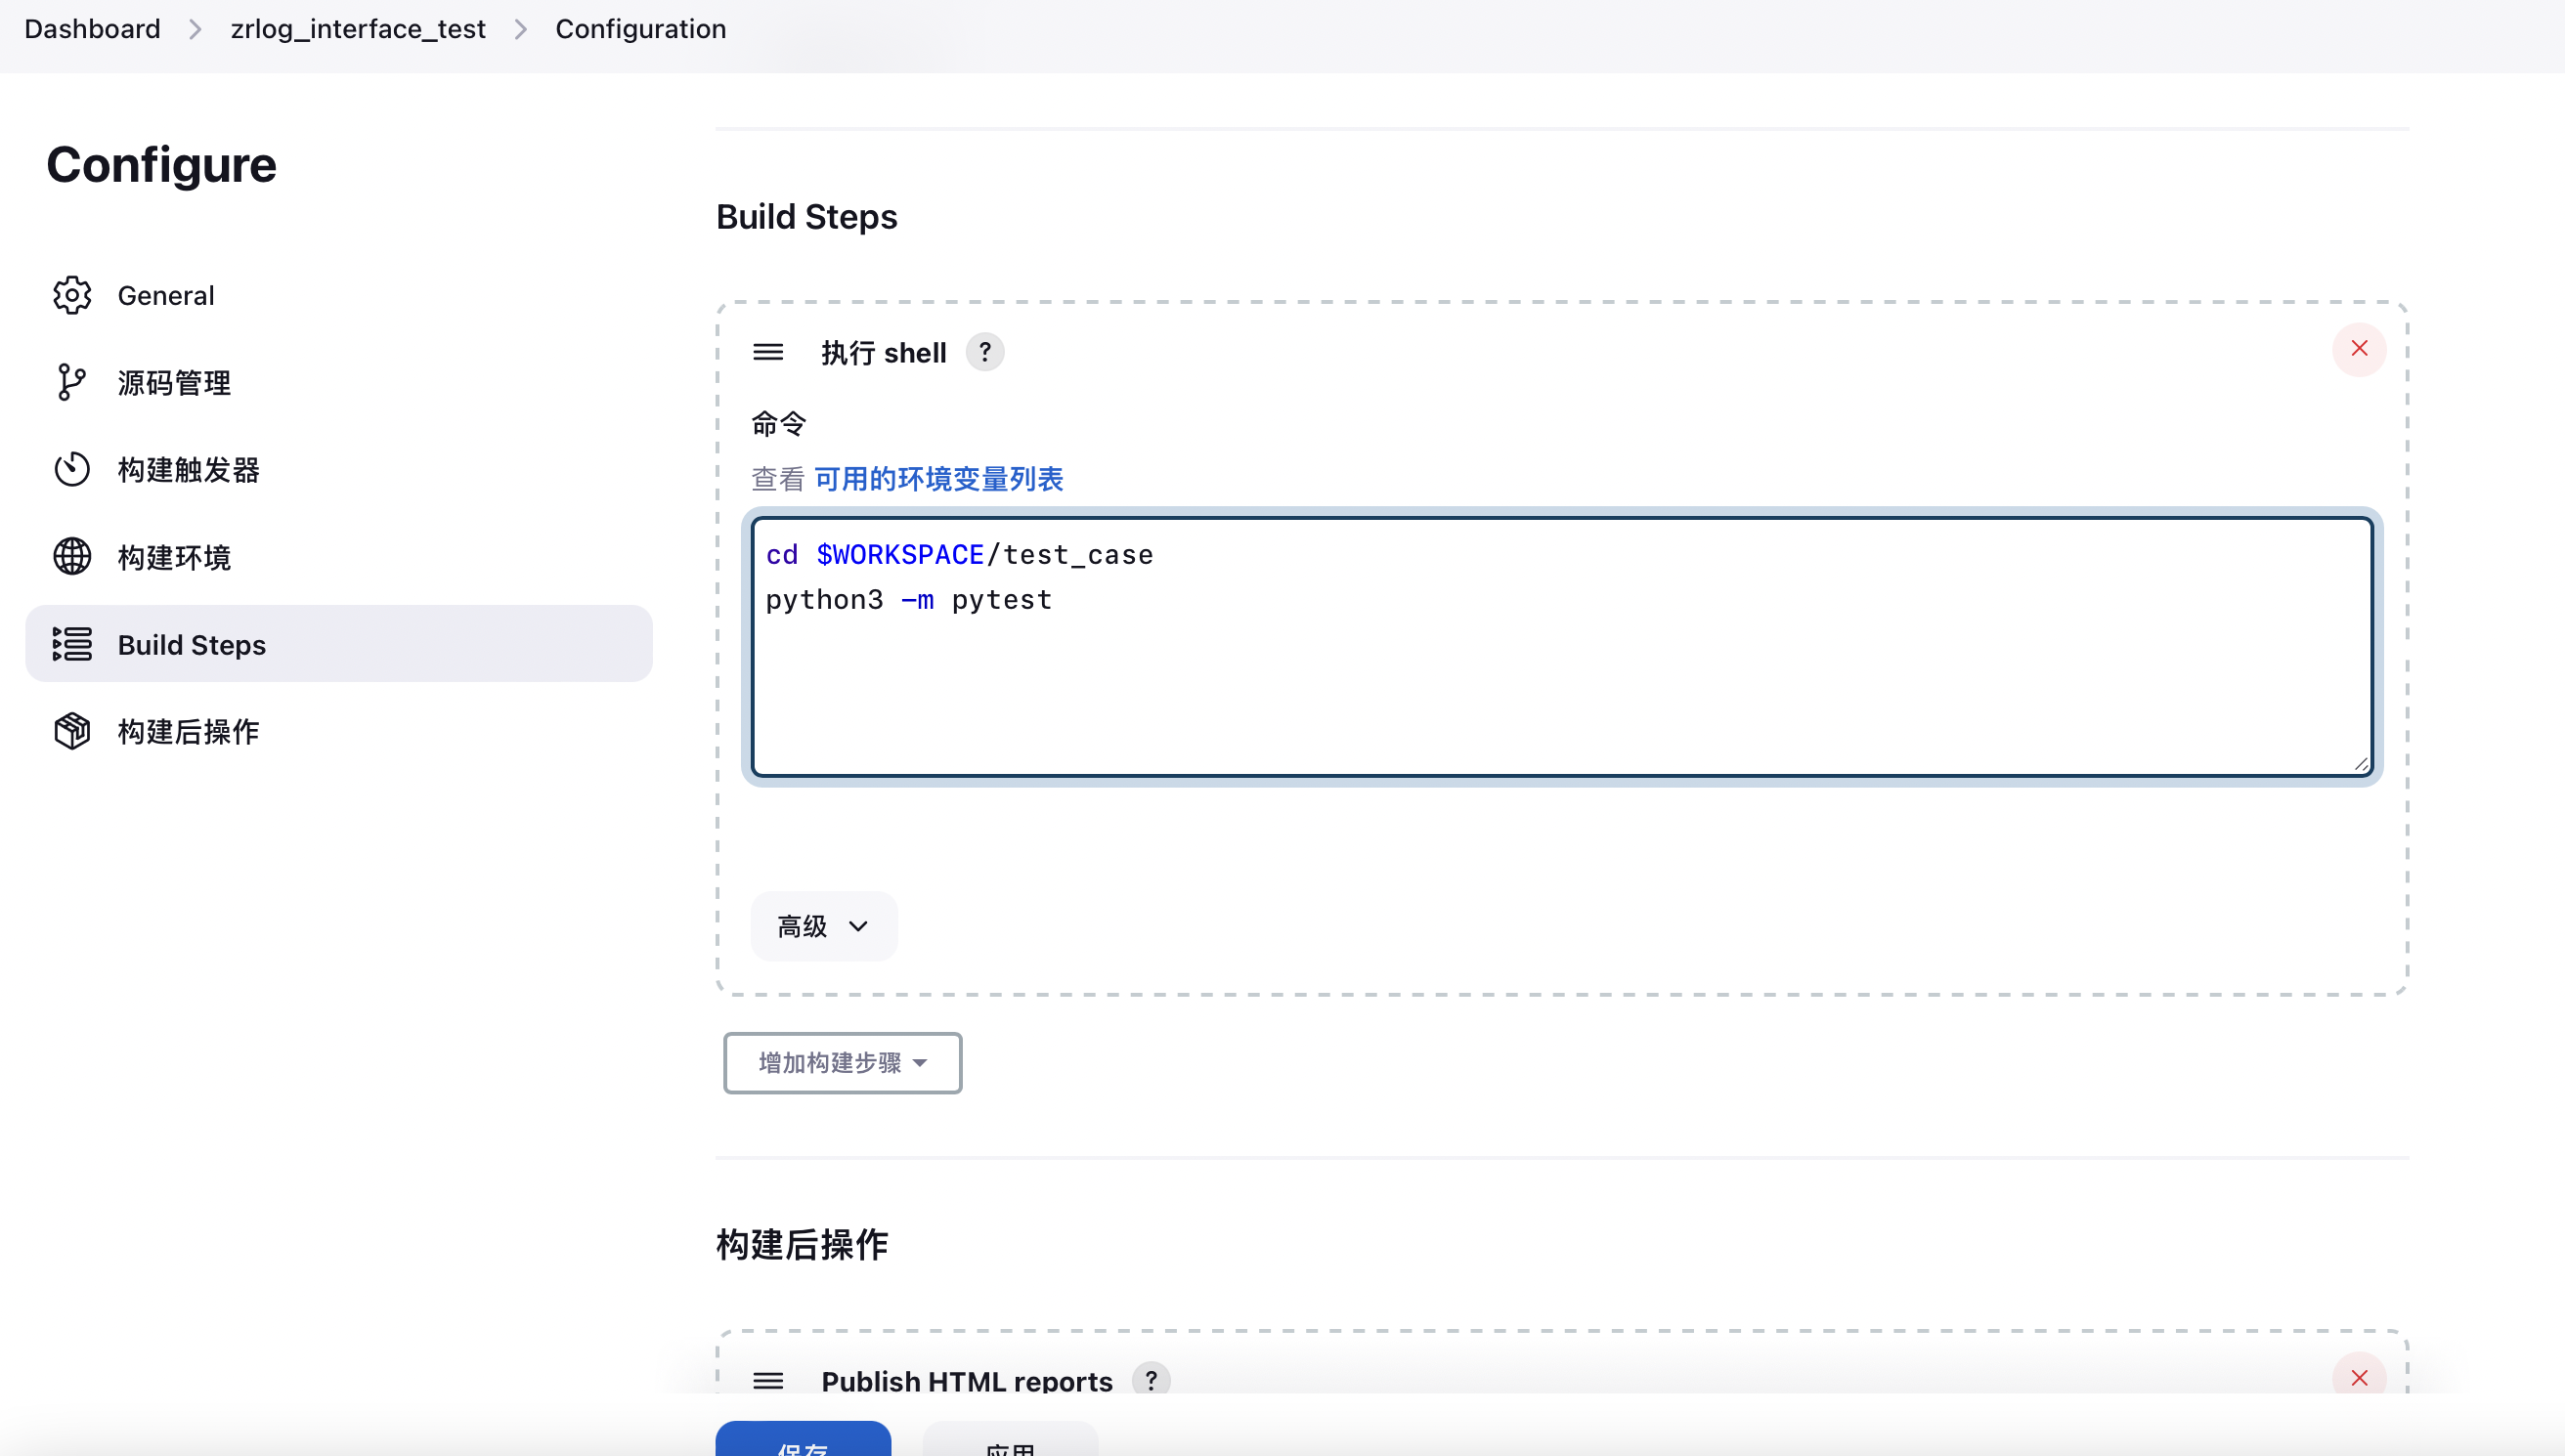 Dashboard > zrlog_interface_test > Configuration
Configure
General
源码管理
构建触发器
构建环境
Build Steps
构建后操作
Build Steps
执行 shell ?
命令
查看 可用的环境变量列表
cd $WORKSPACE/test_case
python3 -m pytest
高级
增加构建步骤
构建后操作
Publish HTML reports ?
保存 应用